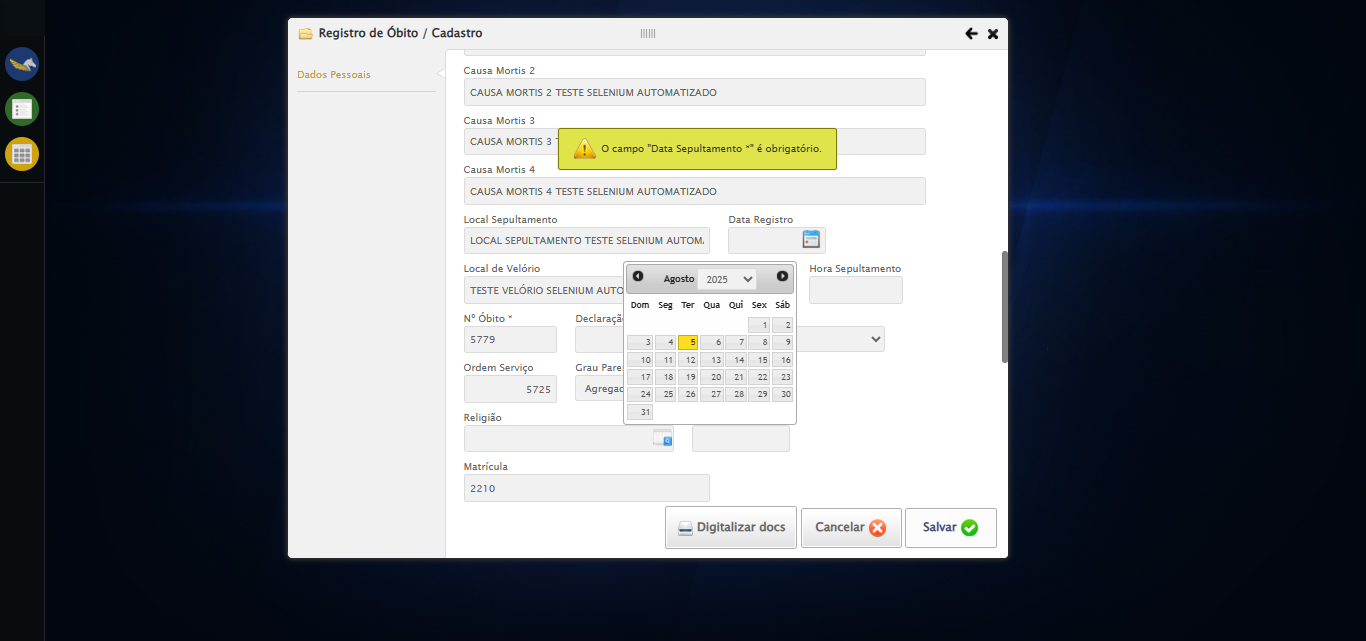 Registro de Óbito / Cadastro
Dados Pessoais
Causa Mortis 2
CAUSA MORTIS 2 TESTE SELENIUM AUTOMATIZADO
Causa Mortis 3
CAUSA MORTIS 3
O campo "Data Sepultamento *" é obrigatório.
Causa Mortis 4
CAUSA MORTIS 4 TESTE SELENIUM AUTOMATIZADO
Local Sepultamento Data Registro
LOCAL SEPULTAMENTO TESTE SELENIUM AUTOM
Local de Velório Hora Sepultamento
TESTE VELÓRIO SELENIUM AUTO
Agosto 2025
Dom Seg Ter Qua Qui Sex Sáb
1 2
3 4 5 6 7 8 9
10 11 12 13 14 15 16
17 18 19 20 21 22 23
24 25 26 27 28 29 30
31
Nº Óbito * Declaraçã
5779
Ordem Serviço Grau Pare
5725 Agregad
Religião
Matrícula
2210
Digitalizar docs Cancelar Salvar